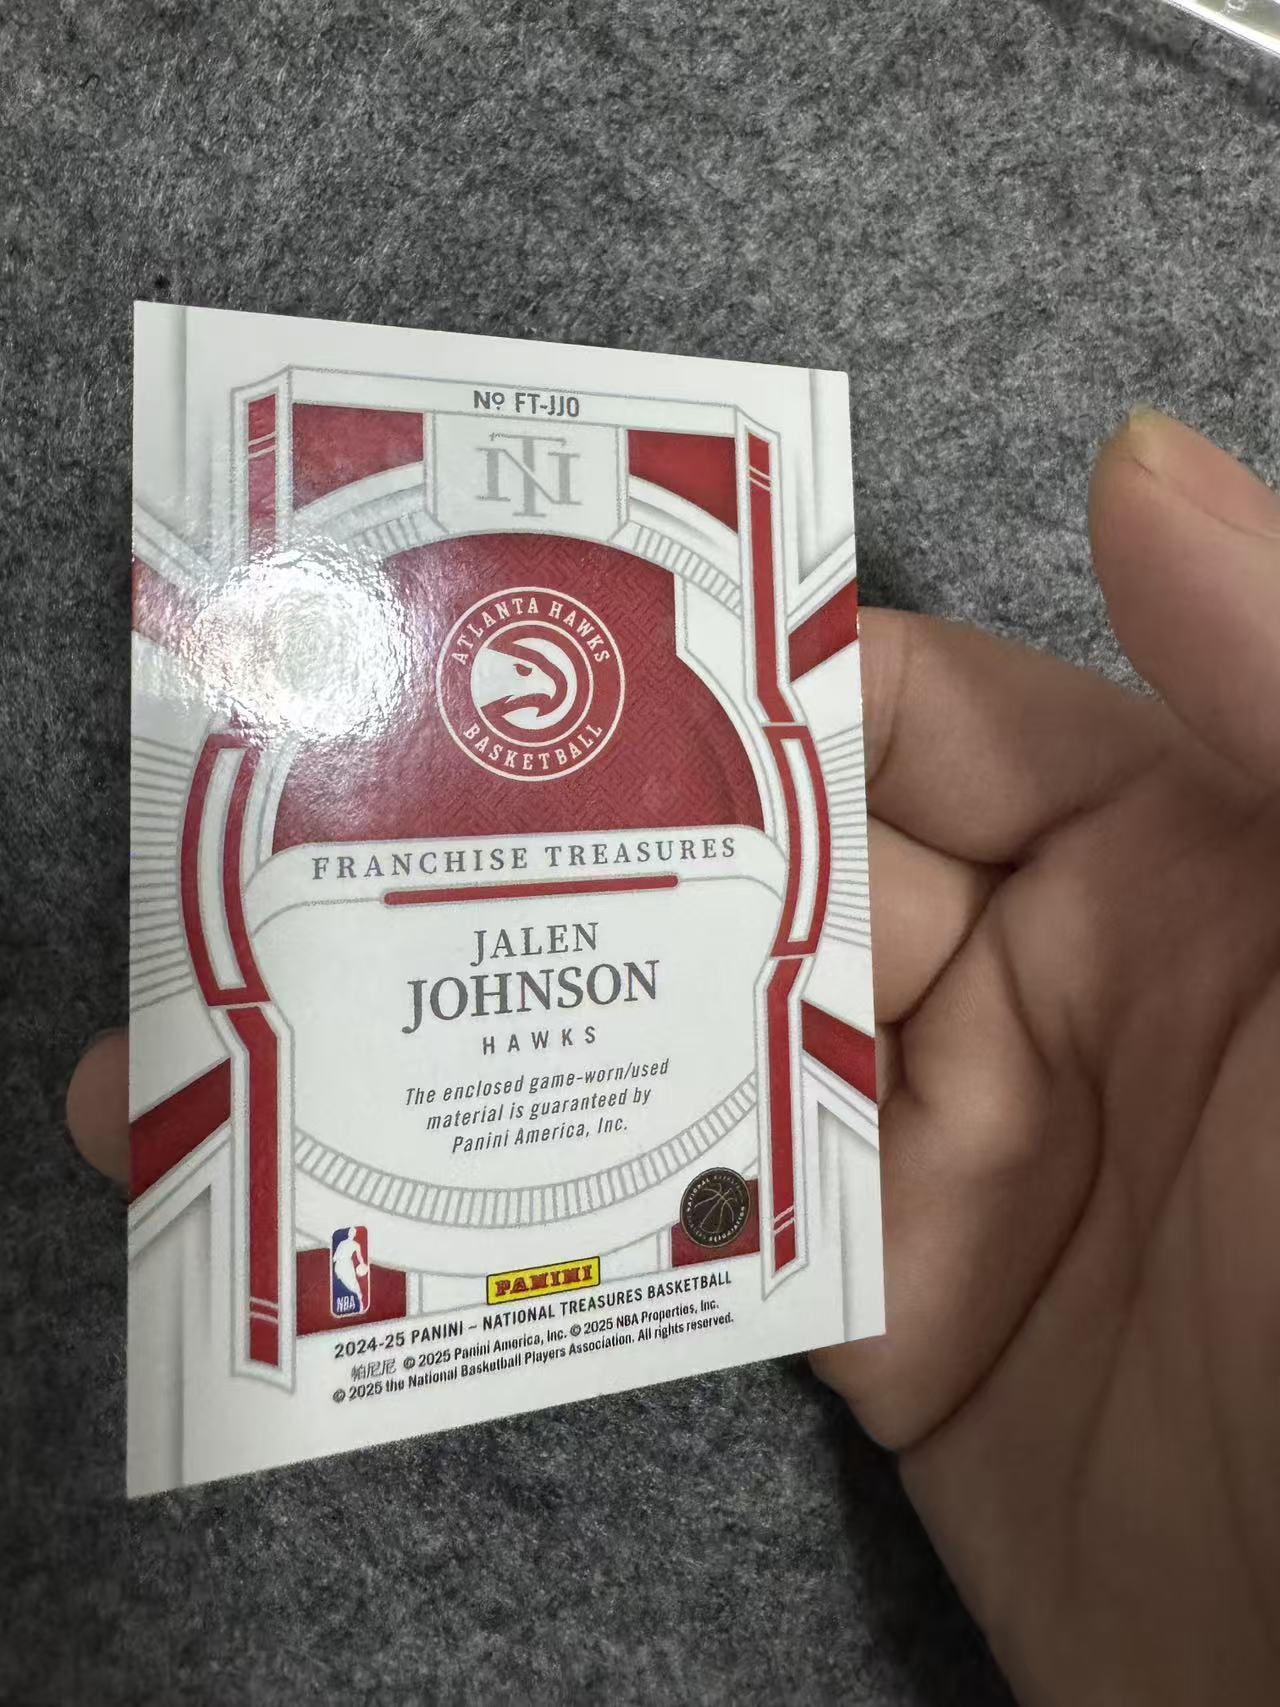 Nº FT-JJO
NT
ATLANTA HAWKS
BASKETBALL
FRANCHISE TREASURES
JALEN
JOHNSON
HAWKS
The enclosed game-worn/used
material is guaranteed by
Panini America, Inc.
NBA
PANINI
2024-25 PANINI – NATIONAL TREASURES BASKETBALL
帕尼尼 © 2025 Panini America, Inc. © 2025 NBA Properties, Inc.
© 2025 the National Basketball Players Association. All rights reserved.